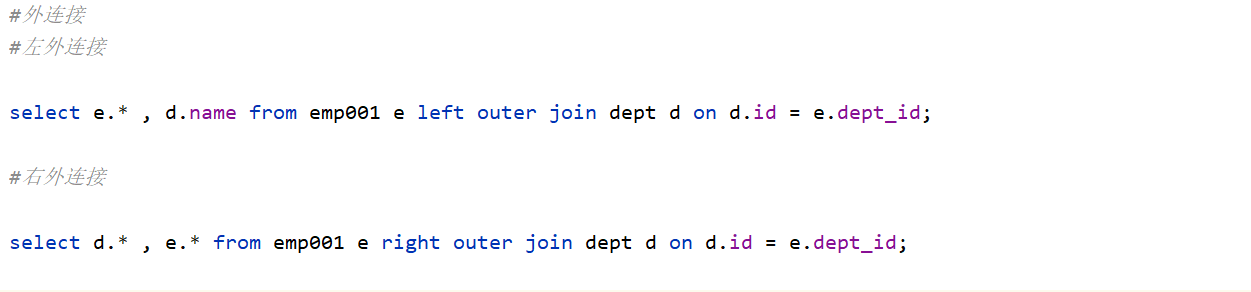 #外连接
#左外连接
select e.* , d.name from emp001 e left outer join dept d on d.id = e.dept_id;
#右外连接
select d.* , e.* from emp001 e right outer join dept d on d.id = e.dept_id;